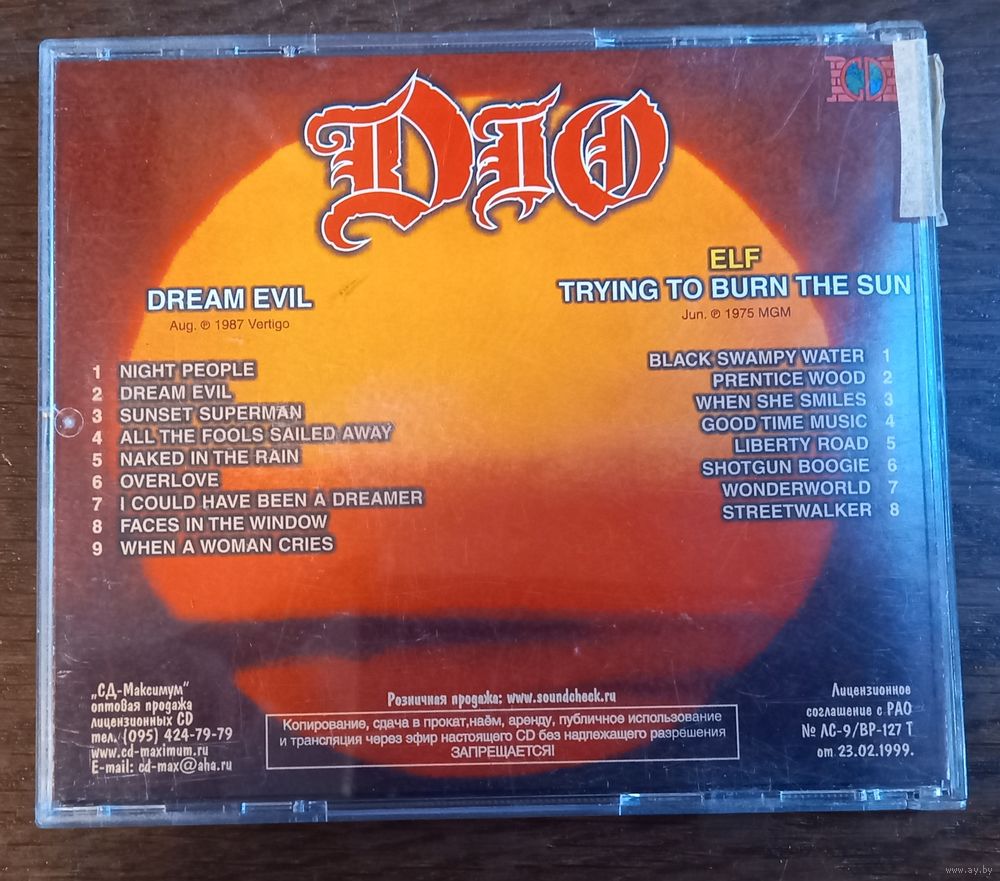 CD
DIO
DREAM EVIL
Aug. ℗ 1987 Vertigo
1 NIGHT PEOPLE
2 DREAM EVIL
3 SUNSET SUPERMAN
4 ALL THE FOOLS SAILED AWAY
5 NAKED IN THE RAIN
6 OVERLOVE
7 I COULD HAVE BEEN A DREAMER
8 FACES IN THE WINDOW
9 WHEN A WOMAN CRIES
ELF
TRYING TO BURN THE SUN
Jun. ℗ 1975 MGM
BLACK SWAMPY WATER 1
PRENTICE WOOD 2
WHEN SHE SMILES 3
GOOD TIME MUSIC 4
LIBERTY ROAD 5
SHOTGUN BOOGIE 6
WONDERWORLD 7
STREETWALKER 8
„СД-Максимум"
оптовая продажа
лицензионных CD
тел. (095) 424-79-79
www.cd-maximum.ru
E-mail: cd-max@aha.ru
Розничная продажа: www.soundcheck.ru
Копирование, сдача в прокат,наём, аренду, публичное использование
и трансляция через эфир настоящего CD без надлежащего разрешения
ЗАПРЕЩАЕТСЯ!
Лицензионное
соглашение с РАО
№ ЛС-9/ВР-127 Т
от 23.02.1999.
www.ay.by